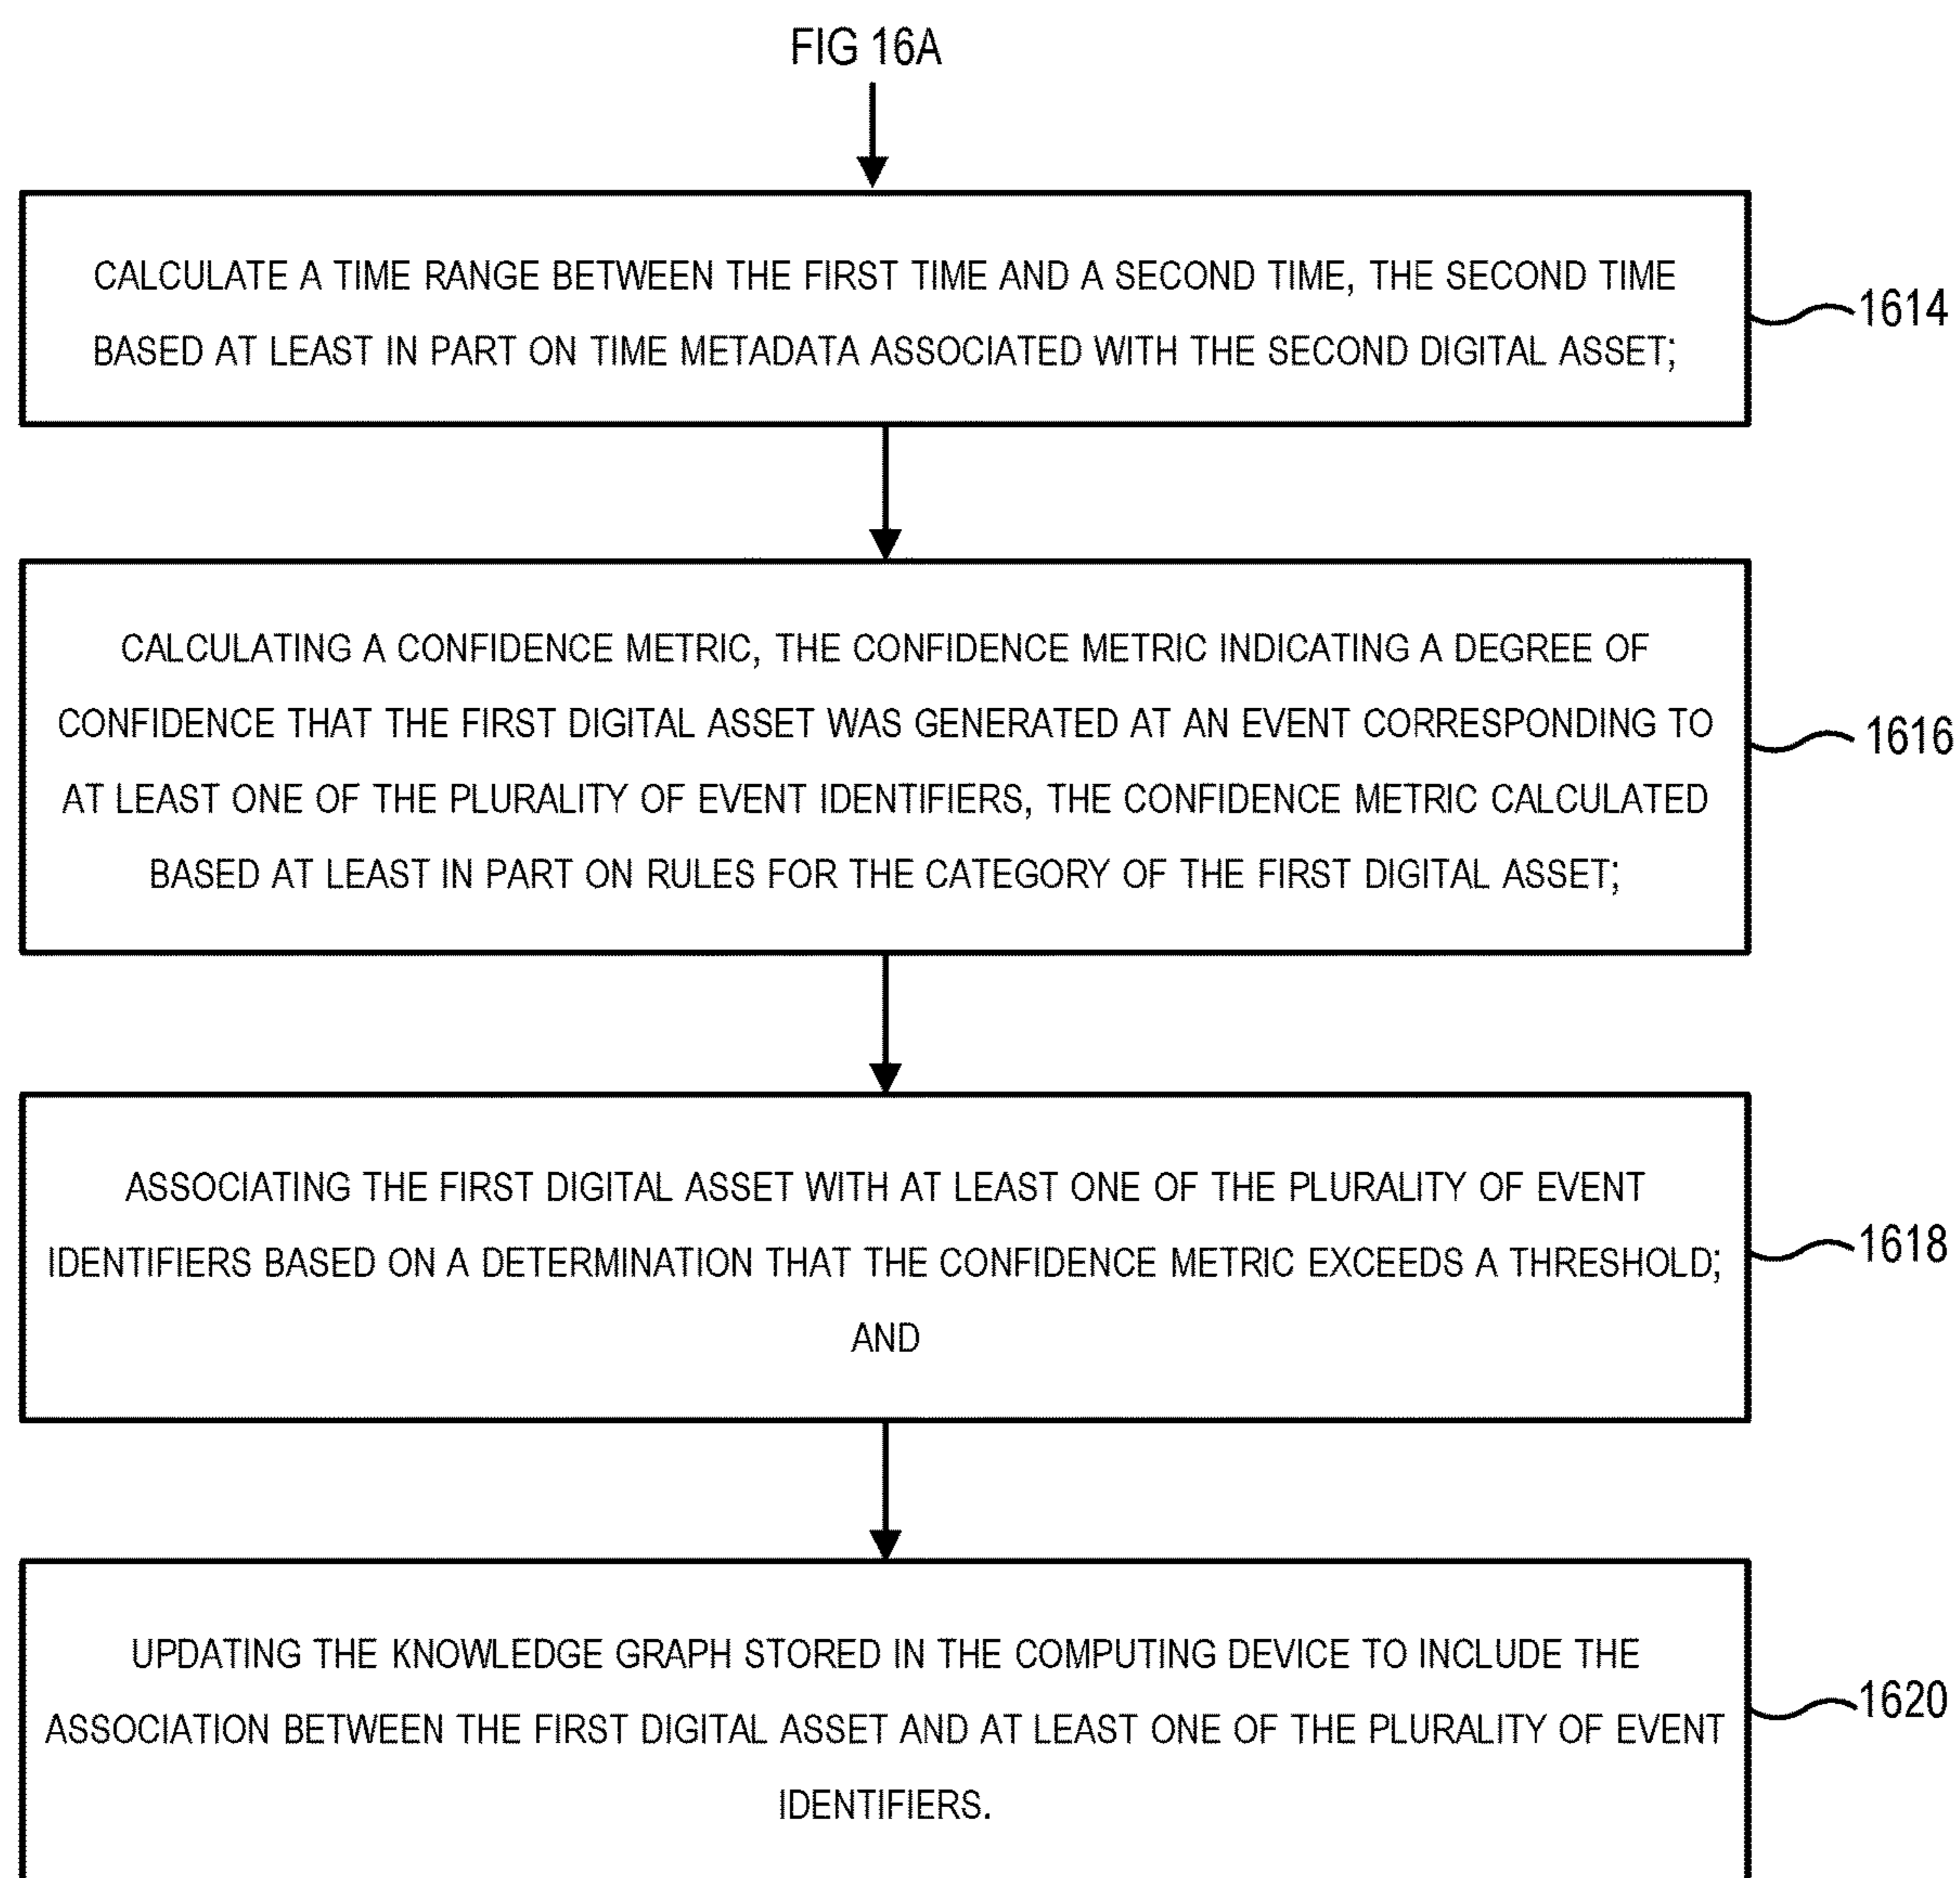 FIG 16A
CALCULATE A TIME RANGE BETWEEN THE FIRST TIME AND A SECOND TIME, THE SECOND TIME
BASED AT LEAST IN PART ON TIME METADATA ASSOCIATED WITH THE SECOND DIGITAL ASSET;
1614
CALCULATING A CONFIDENCE METRIC, THE CONFIDENCE METRIC INDICATING A DEGREE OF
CONFIDENCE THAT THE FIRST DIGITAL ASSET WAS GENERATED AT AN EVENT CORRESPONDING TO
AT LEAST ONE OF THE PLURALITY OF EVENT IDENTIFIERS, THE CONFIDENCE METRIC CALCULATED
BASED AT LEAST IN PART ON RULES FOR THE CATEGORY OF THE FIRST DIGITAL ASSET;
1616
ASSOCIATING THE FIRST DIGITAL ASSET WITH AT LEAST ONE OF THE PLURALITY OF EVENT
IDENTIFIERS BASED ON A DETERMINATION THAT THE CONFIDENCE METRIC EXCEEDS A THRESHOLD;
AND
1618
UPDATING THE KNOWLEDGE GRAPH STORED IN THE COMPUTING DEVICE TO INCLUDE THE
ASSOCIATION BETWEEN THE FIRST DIGITAL ASSET AND AT LEAST ONE OF THE PLURALITY OF EVENT
IDENTIFIERS.
1620